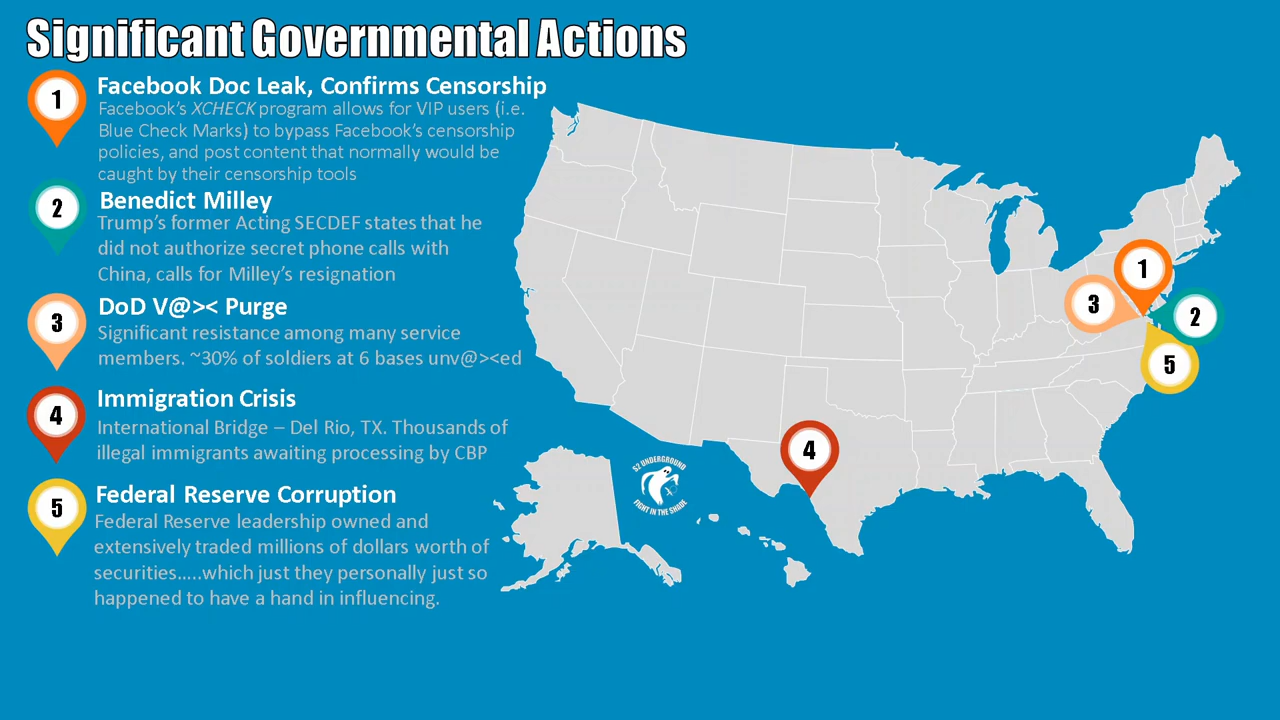 Significant Governmental Actions
1
Facebook Doc Leak, Confirms Censorship
Facebook's XCHECK program allows for VIP users (i.e.
Blue Check Marks) to bypass Facebook's censorship
policies, and post content that normally would be
caught by their censorship tools
2
Benedict Milley
Trump's former Acting SECDEF states that he
did not authorize secret phone calls with
China, calls for Milley's resignation
3
DoD V@>< Purge
Significant resistance among many service
members. ~30% of soldiers at 6 bases unv@><ed
4
Immigration Crisis
International Bridge – Del Rio, TX. Thousands of
illegal immigrants awaiting processing by CBP
5
Federal Reserve Corruption
Federal Reserve leadership owned and
extensively traded millions of dollars worth of
securities.....which just they personally just so
happened to have a hand in influencing.
1
3
2
5
4
S2 UNDERGROUND
FIGHT IN THE SHADE